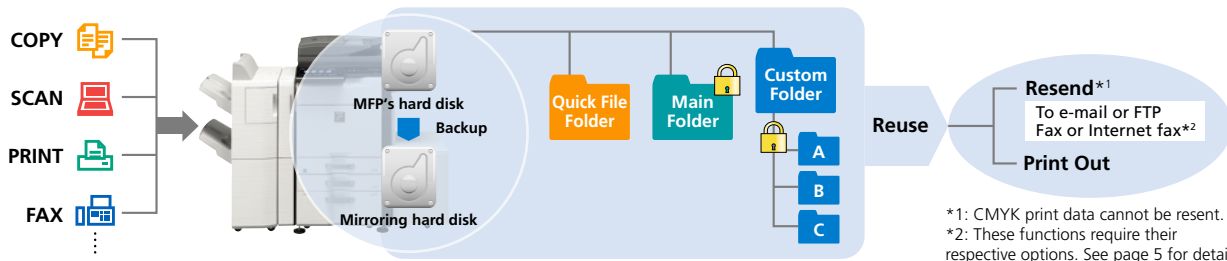 COPY
SCAN
PRINT
FAX
MFP's hard disk
Backup
Mirroring hard disk
Quick File
Folder
Main
Folder
Custom
Folder
A
B
C
Reuse
Resend*1
To e-mail or FTP
Fax or Internet fax*2
Print Out
*1: CMYK print data cannot be resent.
*2: These functions require their
respective options. See page 5 for